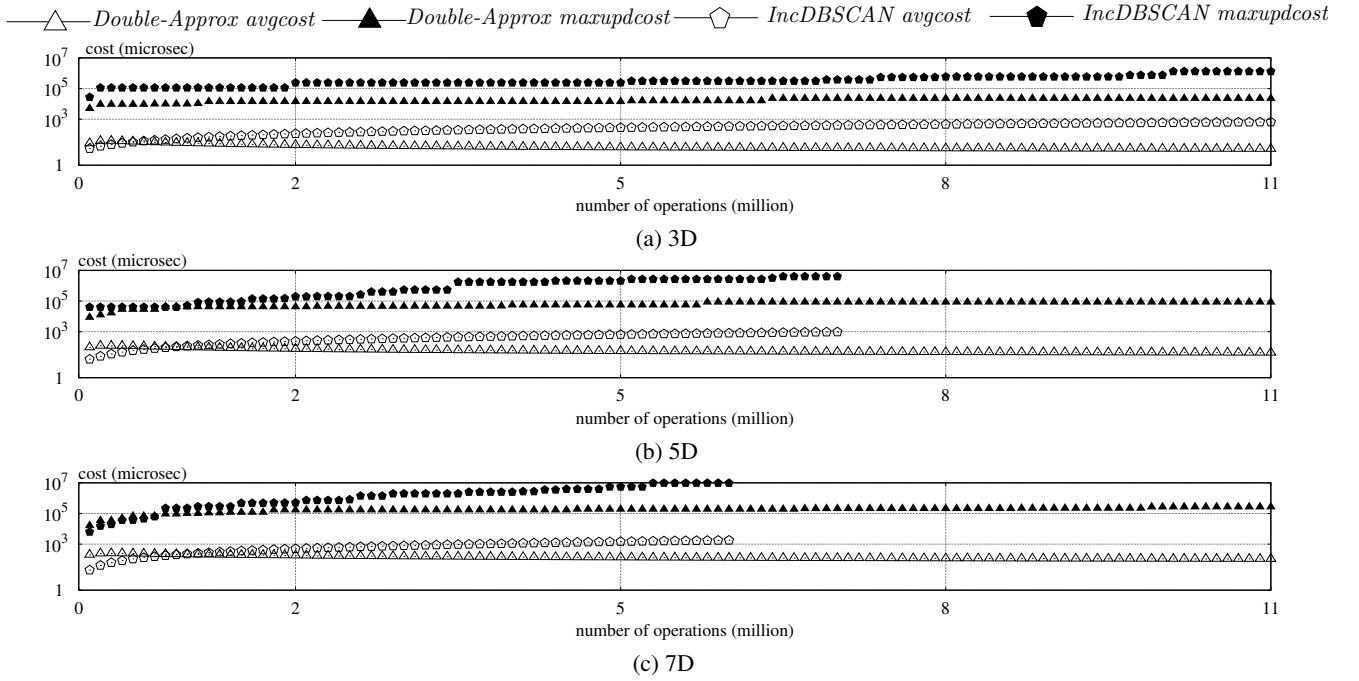 Double-Approx avgcost Double-Approx maxupdcost IncDBSCAN avgcost IncDBSCAN maxupdcost
cost (microsec)
10^7
10^5
10^3
1
0 2 5 8 11
number of operations (million)
(a) 3D
cost (microsec)
10^7
10^5
10^3
1
0 2 5 8 11
number of operations (million)
(b) 5D
cost (microsec)
10^7
10^5
10^3
1
0 2 5 8 11
number of operations (million)
(c) 7D